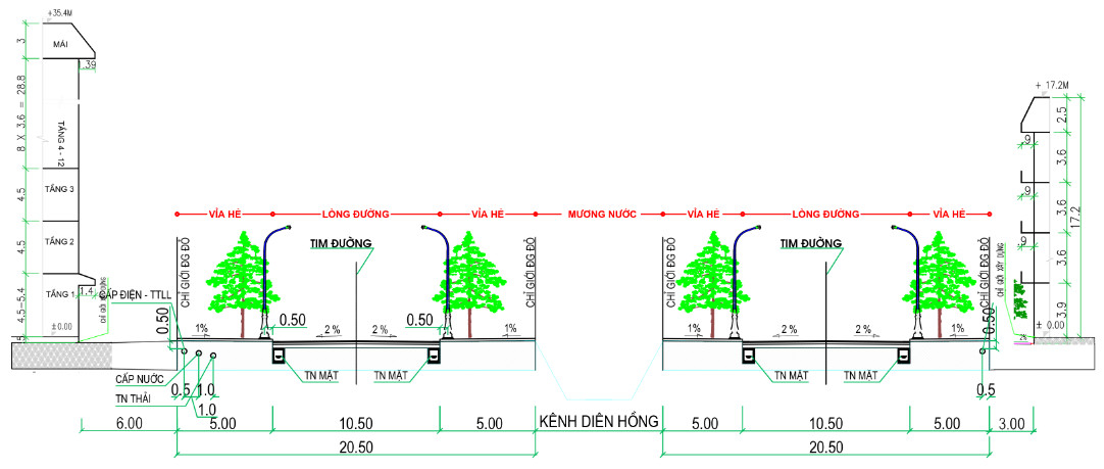 +35.4M
MÁI
3
1.39
8 X 3.6 = 28.8
TẦNG 4 - 12
TẦNG 3
4.5
TẦNG 2
4.5
TẦNG 1
4.5-5.4
1.4
± 0.00
CẤP ĐIỆN - TTLL
0.50
CẤP NƯỚC
TN THẢI
0.5
1.0
1.0
VỈA HÈ
LÒNG ĐƯỜNG
VỈA HÈ
MƯƠNG NƯỚC
VỈA HÈ
LÒNG ĐƯỜNG
VỈA HÈ
CHỈ GIỚI ĐG ĐỎ
TIM ĐƯỜNG
CHỈ GIỚI ĐG ĐỎ
CHỈ GIỚI ĐG ĐỎ
TIM ĐƯỜNG
CHỈ GIỚI ĐG ĐỎ
CHỈ GIỚI XÂY DỰNG
1%
0.50
2 %
2 %
0.50
1%
1%
2 %
2 %
1%
0.50
TN MẶT
TN MẶT
TN MẶT
TN MẶT
0.5
+ 17.2M
2.5
.9
3.6
.9
3.6
.9
3.6
17.2
3.9
± 0.00
6.00
5.00
10.50
5.00
KÊNH DIÊN HỒNG
5.00
10.50
5.00
3.00
20.50
20.50